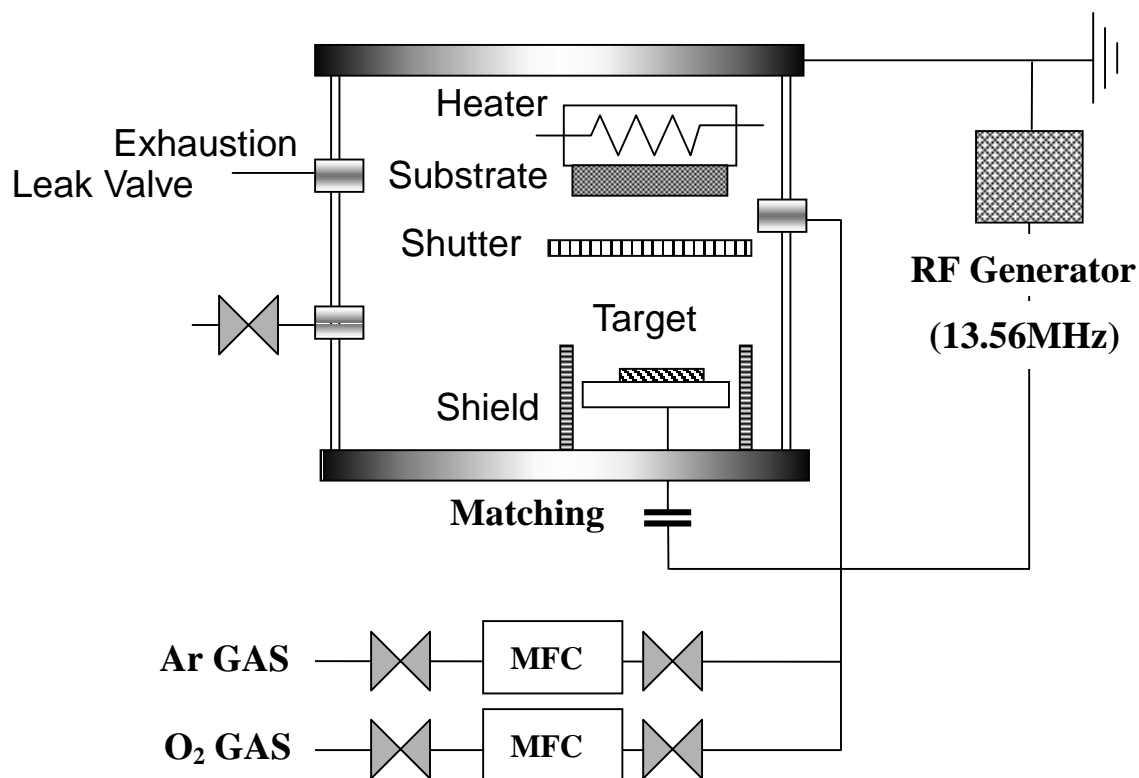 Heater
Exhaustion
Leak Valve
Substrate
Shutter
RF Generator
(13.56MHz)
Target
Shield
Matching
Ar GAS
MFC
O₂ GAS
MFC